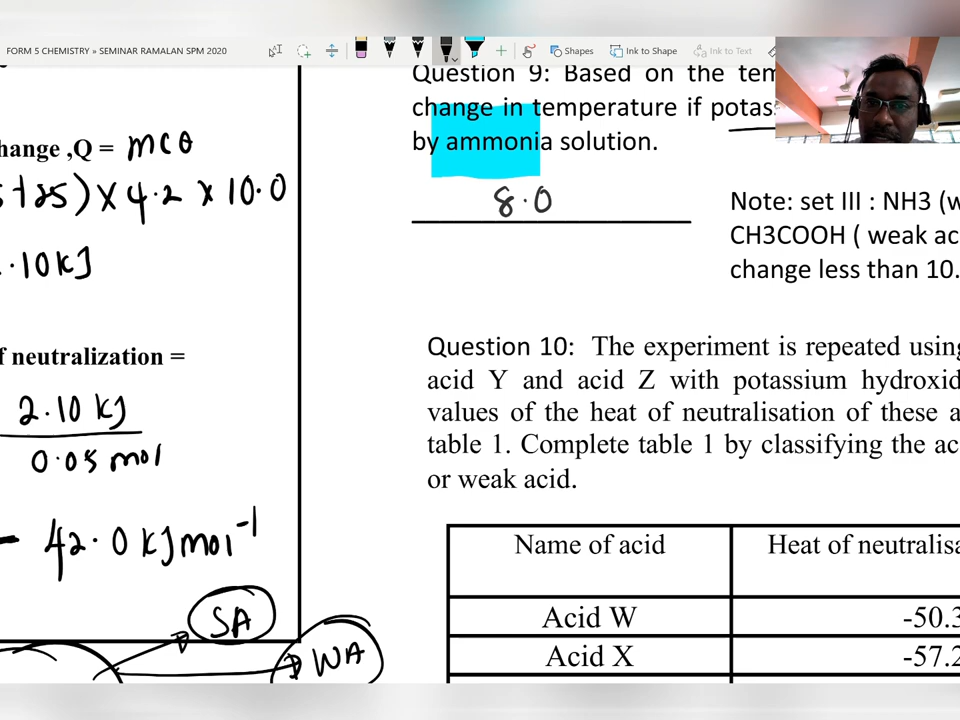 FORM 5 CHEMISTRY » SEMINAR RAMALAN SPM 2020
Shapes
Ink to Shape
Ink to Text
hange ,Q = mcθ
+25) × 4.2 × 10.0
.10 kJ
f neutralization =
2.10 kJ
0.05 mol
- 42.0 kJ mol⁻¹
SA
WA
Question 9: Based on the tem
change in temperature if potas
by ammonia solution.
8.0
Note: set III : NH3 (w
CH3COOH ( weak ac
change less than 10.
Question 10: The experiment is repeated using
acid Y and acid Z with potassium hydroxid
values of the heat of neutralisation of these a
table 1. Complete table 1 by classifying the ac
or weak acid.
Name of acid Heat of neutralisa
Acid W -50.3
Acid X -57.2